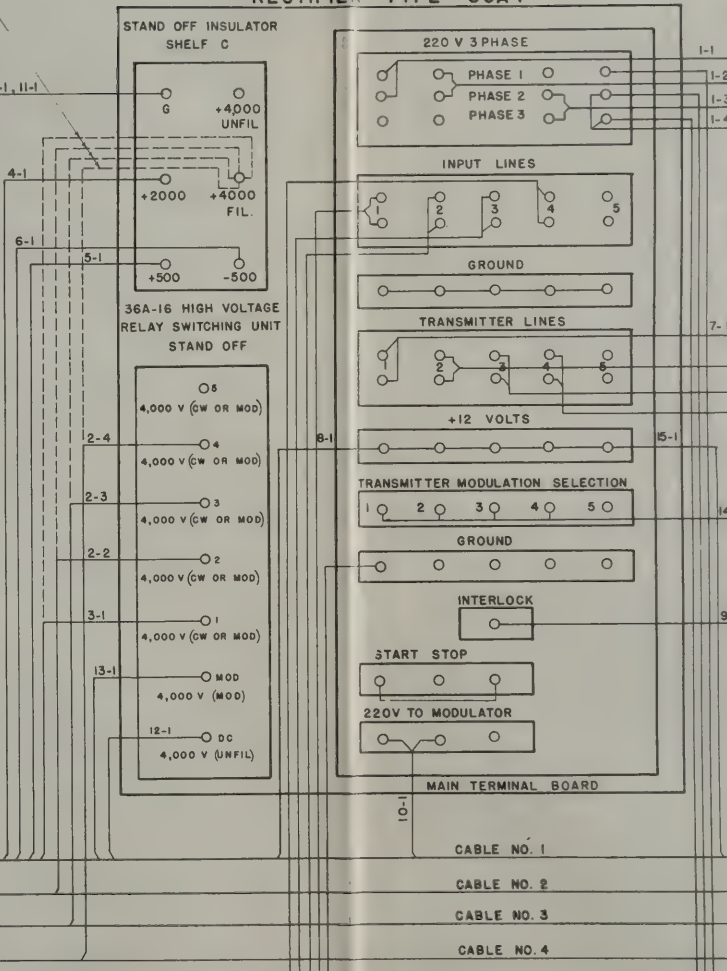 STAND OFF INSULATOR
SHELF C
G
+4,000
UNFIL
+2000
+4000
FIL.
+500
-500
36A-16 HIGH VOLTAGE
RELAY SWITCHING UNIT
STAND OFF
5
4,000 V (CW OR MOD)
4
4,000 V (CW OR MOD)
3
4,000 V (CW OR MOD)
2
4,000 V (CW OR MOD)
1
4,000 V (CW OR MOD)
MOD
4,000 V (MOD)
DC
4,000 V (UNFIL)
-1, 11-1
4-1
6-1
5-1
2-4
2-3
2-2
3-1
13-1
12-1
220 V 3 PHASE
PHASE 1
PHASE 2
PHASE 3
INPUT LINES
1 2 3 4 5
GROUND
TRANSMITTER LINES
1 2 3 4 5
+12 VOLTS
TRANSMITTER MODULATION SELECTION
1 2 3 4 5
GROUND
INTERLOCK
START STOP
220V TO MODULATOR
MAIN TERMINAL BOARD
8-1
10-1
1-1
1-2
1-3
1-4
7-
15-1
14
9
CABLE NO. 1
CABLE NO. 2
CABLE NO. 3
CABLE NO. 4